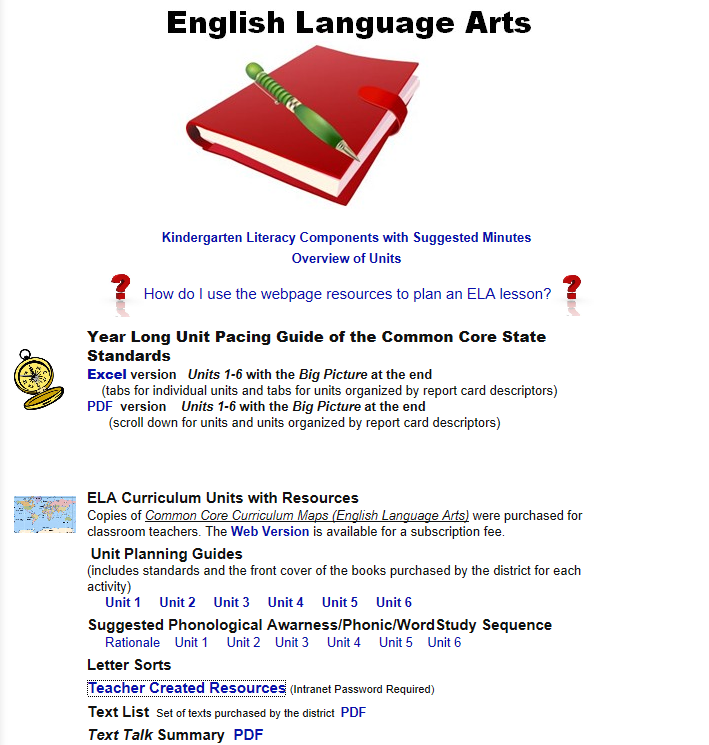 English Language Arts
Kindergarten Literacy Components with Suggested Minutes
Overview of Units
How do I use the webpage resources to plan an ELA lesson?
Year Long Unit Pacing Guide of the Common Core State
Standards
Excel version Units 1-6 with the Big Picture at the end
(tabs for individual units and tabs for units organized by report card descriptors)
PDF version Units 1-6 with the Big Picture at the end
(scroll down for units and units organized by report card descriptors)
ELA Curriculum Units with Resources
Copies of Common Core Curriculum Maps (English Language Arts) were purchased for
classroom teachers. The Web Version is available for a subscription fee.
Unit Planning Guides
(includes standards and the front cover of the books purchased by the district for each
activity)
Unit 1 Unit 2 Unit 3 Unit 4 Unit 5 Unit 6
Suggested Phonological Awarness/Phonic/WordStudy Sequence
Rationale Unit 1 Unit 2 Unit 3 Unit 4 Unit 5 Unit 6
Letter Sorts
Teacher Created Resources (Intranet Password Required)
Text List Set of texts purchased by the district PDF
Text Talk Summary PDF